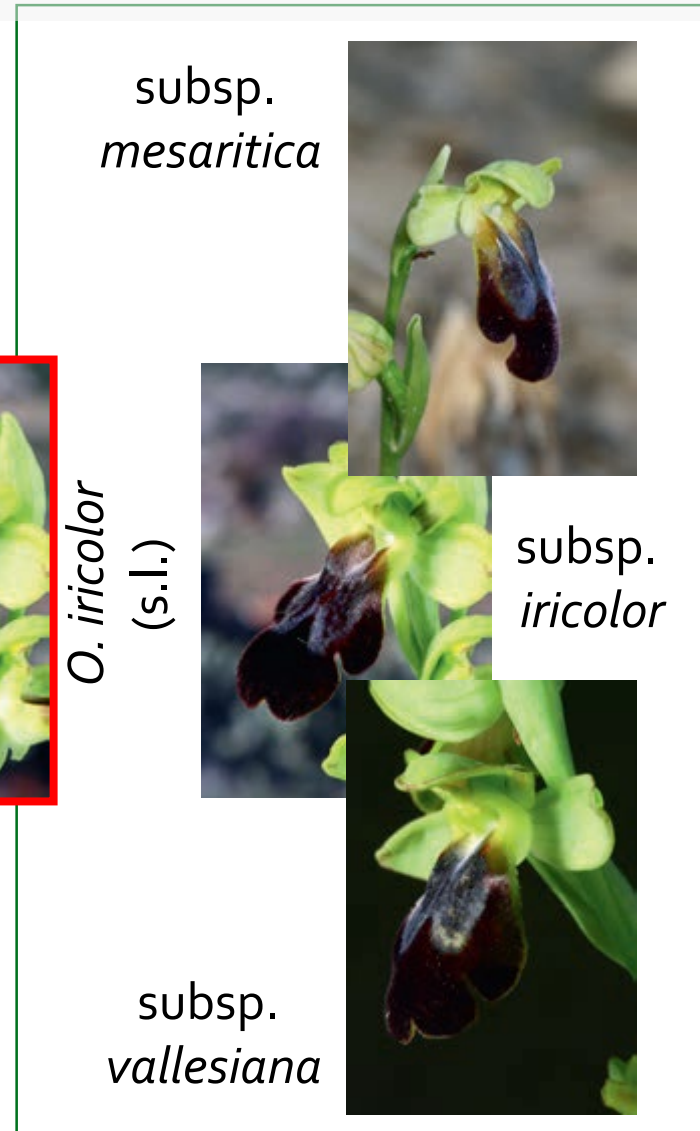 subsp.
mesaritica
O. iricolor
(s.l.)
subsp.
iricolor
subsp.
vallesiana